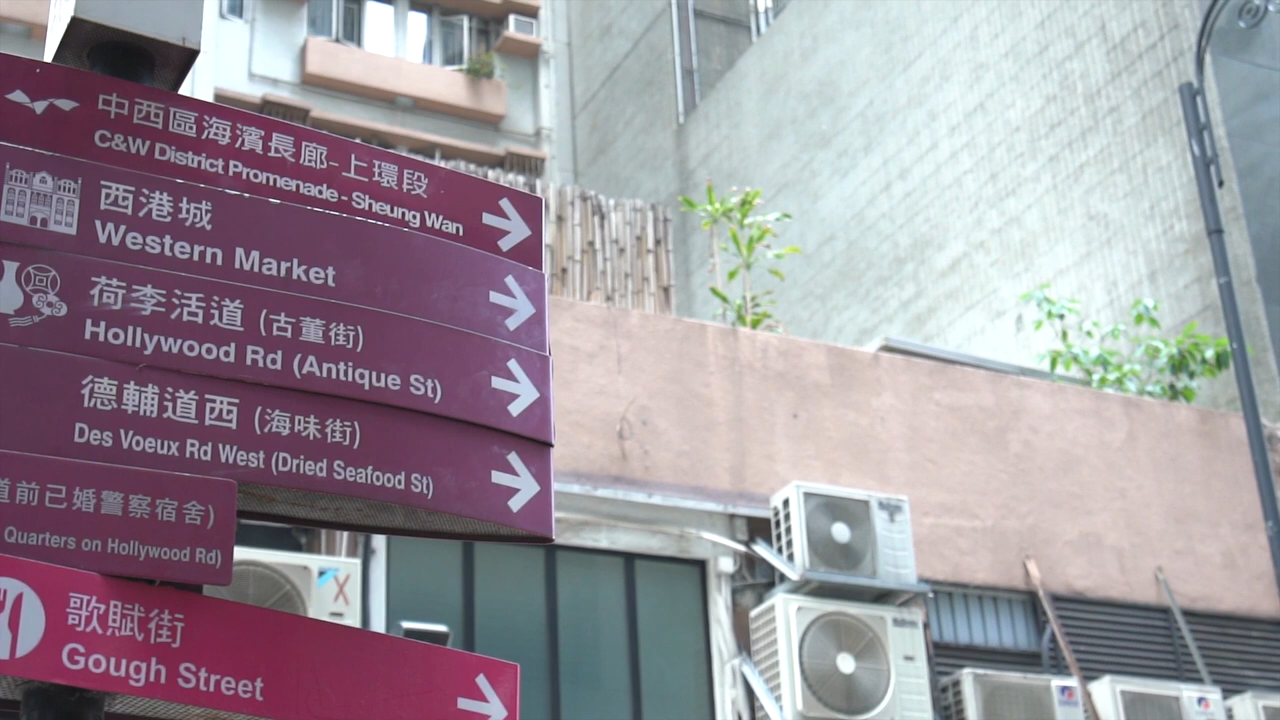 中西區海濱長廊-上環段
C&W District Promenade - Sheung Wan
西港城
Western Market
荷李活道 (古董街)
Hollywood Rd (Antique St)
德輔道西 (海味街)
Des Voeux Rd West (Dried Seafood St)
道前已婚警察宿舍)
Quarters on Hollywood Rd)
歌賦街
Gough Street